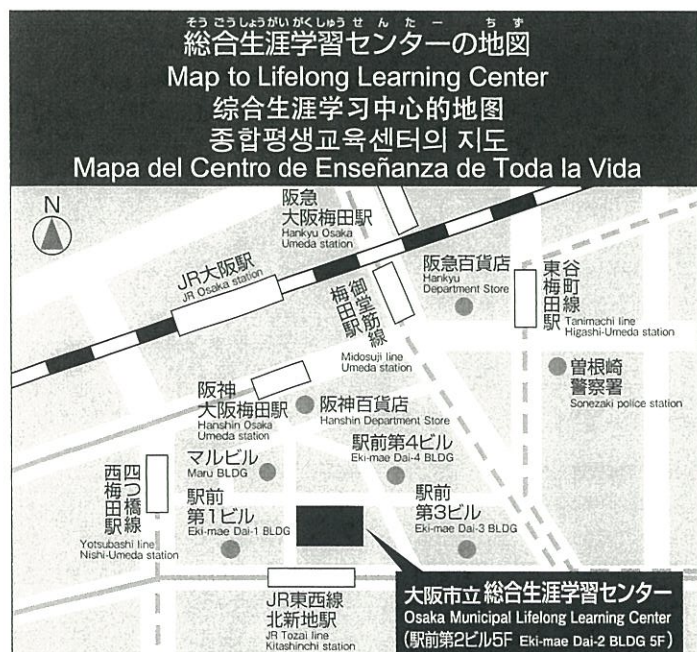 そうごうしょうがいがくしゅうせんたー ちず
総合生涯学習センターの地図
Map to Lifelong Learning Center
综合生涯学习中心的地图
종합평생교육센터의 지도
Mapa del Centro de Enseñanza de Toda la Vida
N
阪急
大阪梅田駅
Hankyu Osaka
Umeda station
JR大阪駅
JR Osaka station
御堂筋線
梅田駅
Midosuji line
Umeda station
阪急百貨店
Hankyu
Department Store
谷町線
東梅田駅
Tanimachi line
Higashi-Umeda station
曽根崎
警察署
Sonezaki police station
阪神
大阪梅田駅
Hanshin Osaka
Umeda station
阪神百貨店
Hanshin Department Store
マルビル
Maru BLDG
駅前第4ビル
Eki-mae Dai-4 BLDG
四つ橋線
西梅田駅
Yotsubashi line
Nishi-Umeda station
駅前
第1ビル
Eki-mae Dai-1 BLDG
駅前
第3ビル
Eki-mae Dai-3 BLDG
JR東西線
北新地駅
JR Tozai line
Kitashinchi station
大阪市立 総合生涯学習センター
Osaka Municipal Lifelong Learning Center
(駅前第2ビル5F Eki-mae Dai-2 BLDG 5F)